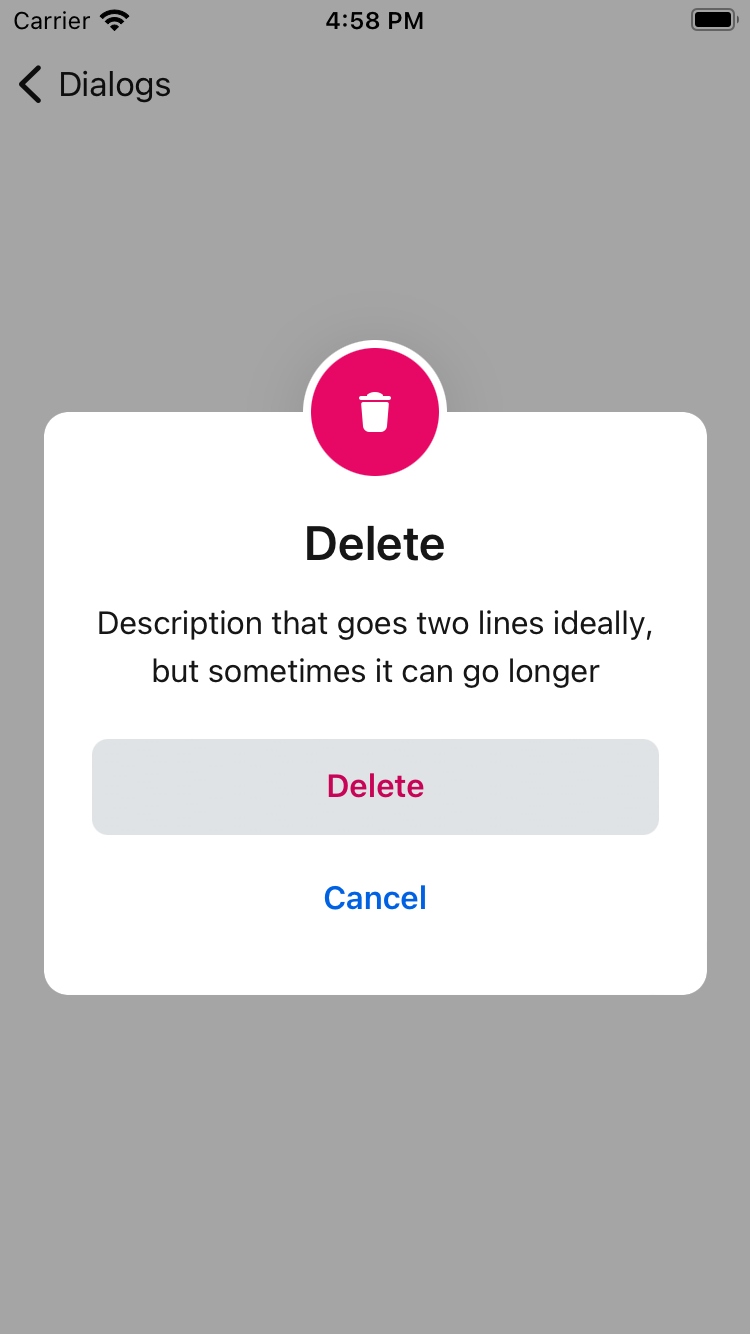 Carrier 4:58 PM
Dialogs
Delete
Description that goes two lines ideally,
but sometimes it can go longer
Delete
Cancel